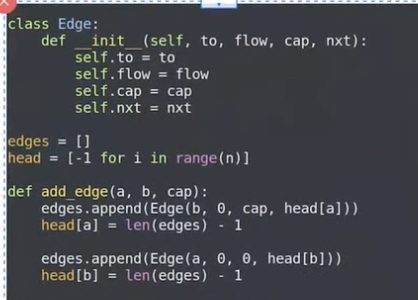 class Edge:
    def __init__(self, to, flow, cap, nxt):
        self.to = to
        self.flow = flow
        self.cap = cap
        self.nxt = nxt

edges = []
head = [-1 for i in range(n)]

def add_edge(a, b, cap):
    edges.append(Edge(b, 0, cap, head[a]))
    head[a] = len(edges) - 1

    edges.append(Edge(a, 0, 0, head[b]))
    head[b] = len(edges) - 1